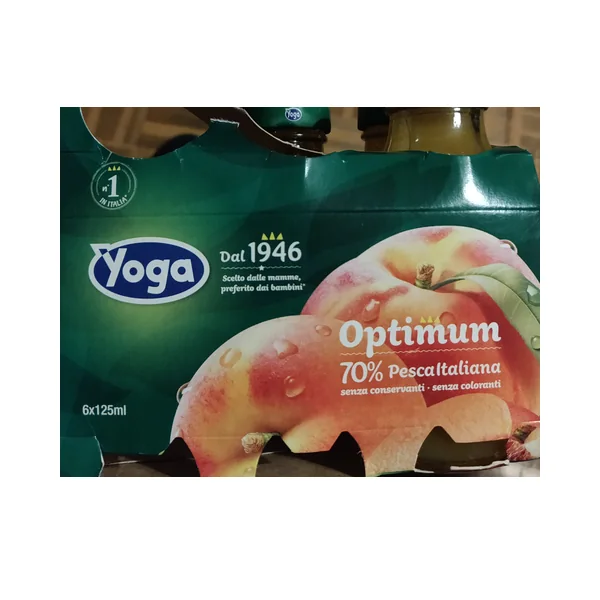 Yoga
n°1
IN ITALIA*
Yoga
Dal 1946
Scelto dalle mamme,
preferito dai bambini*
Optimum
70% PescaItaliana
senza conservanti · senza coloranti
6x125ml